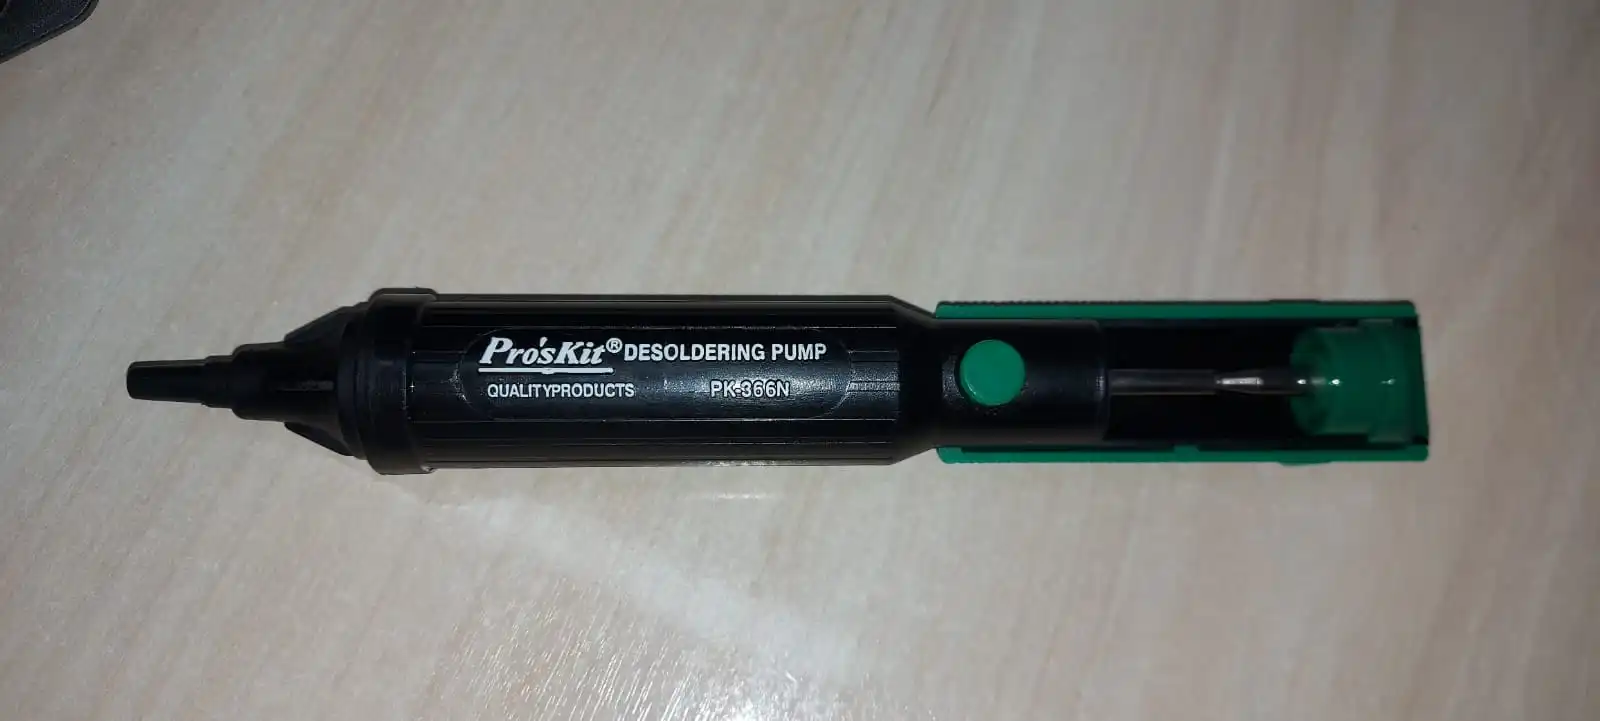 Pro'sKit® DESOLDERING PUMP
QUALITYPRODUCTS PK-366N